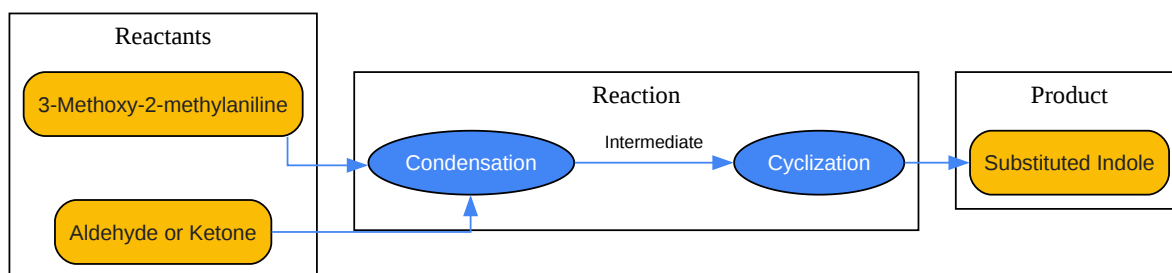 Reactants
3-Methoxy-2-methylaniline
Aldehyde or Ketone
Reaction
Condensation
Intermediate
Cyclization
Product
Substituted Indole